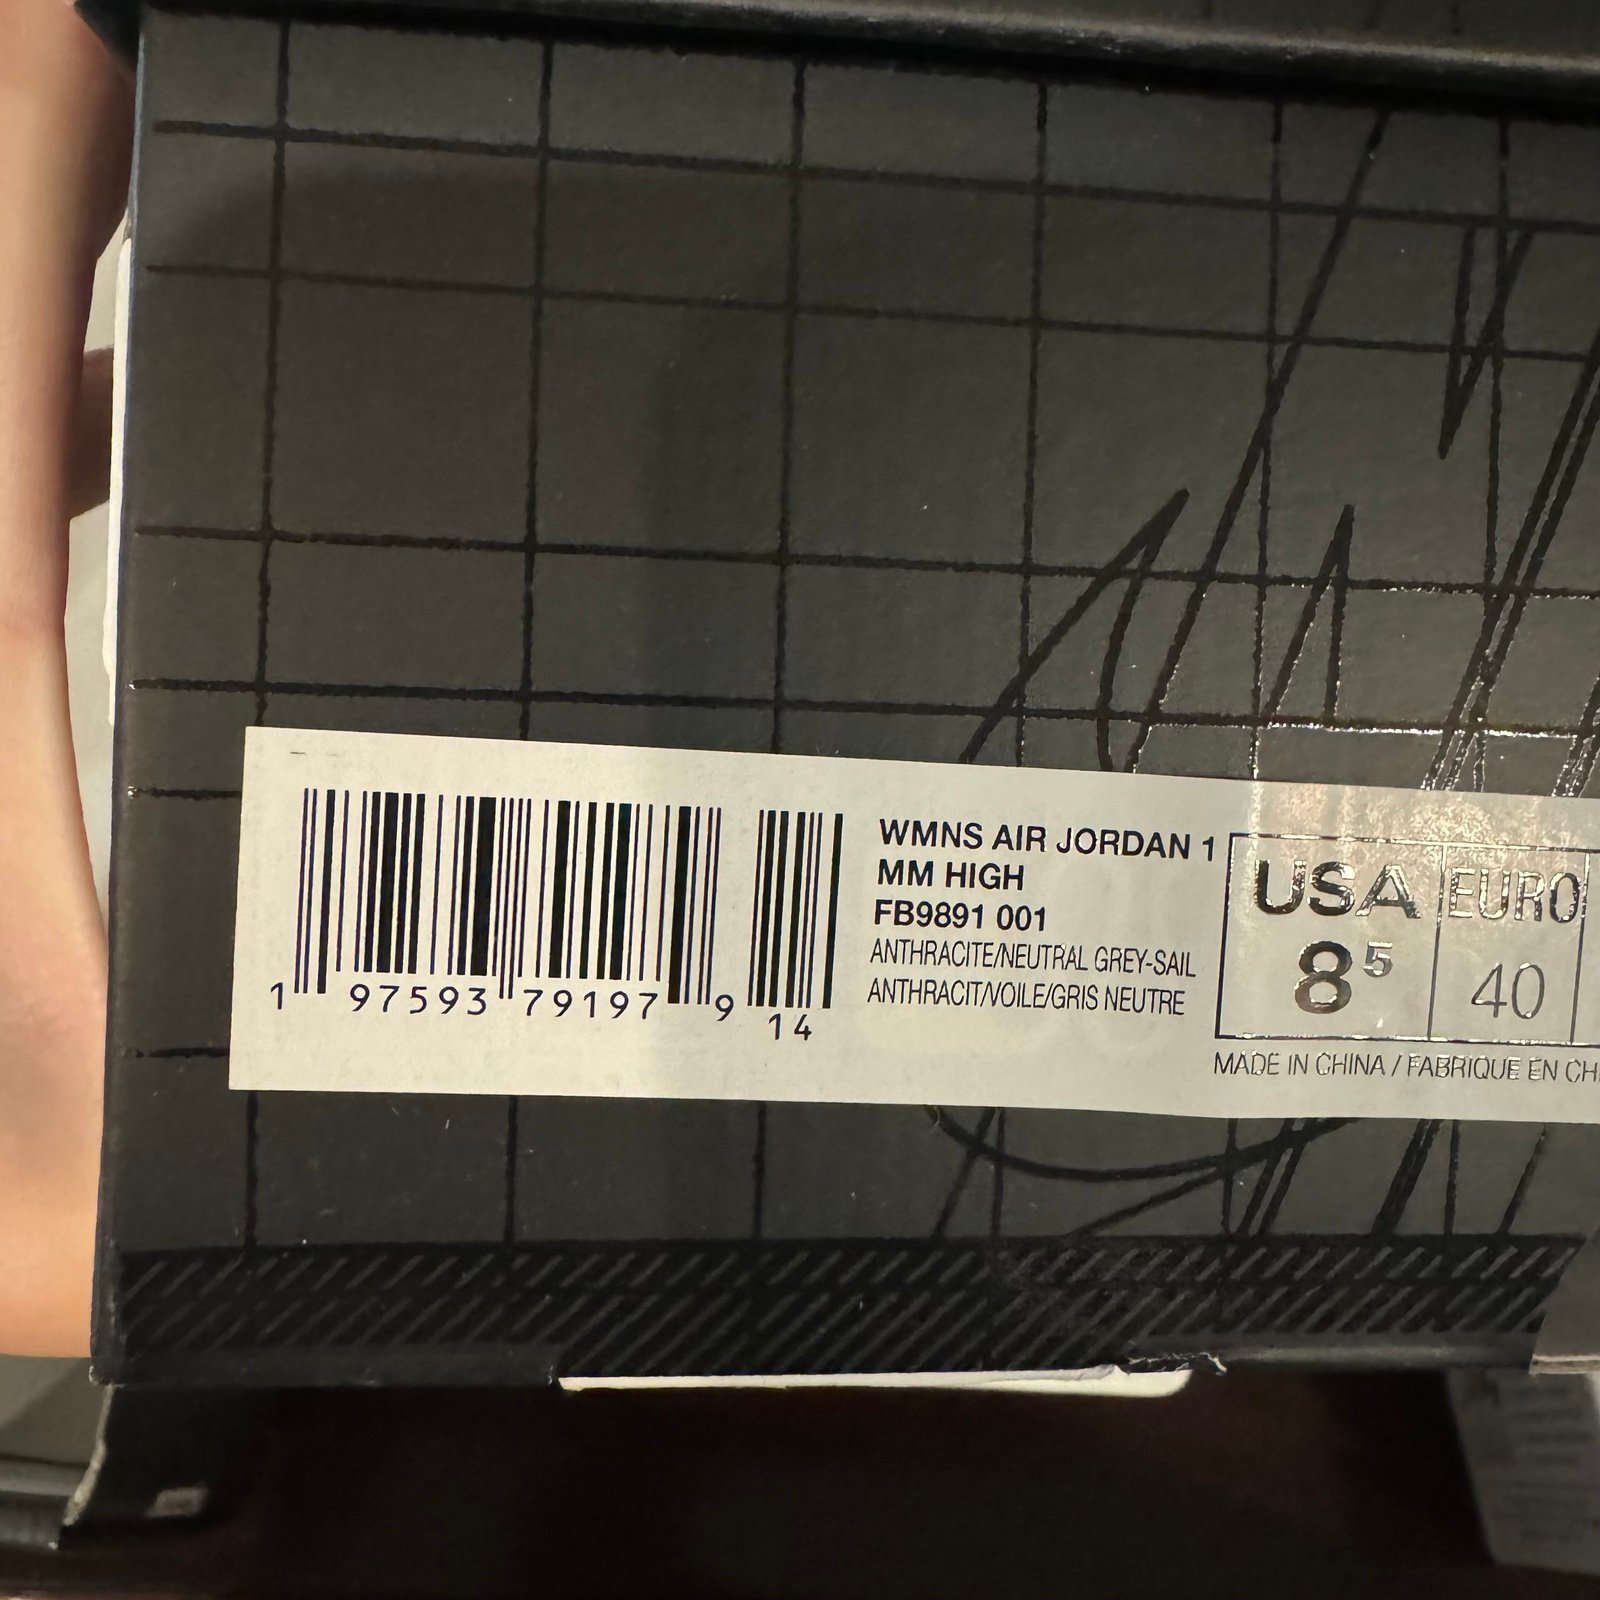 WMNS AIR JORDAN 1
MM HIGH
FB9891 001
ANTHRACITE/NEUTRAL GREY-SAIL
ANTHRACIT/VOILE/GRIS NEUTRE
USA EURO
8⁵ 40
MADE IN CHINA / FABRIQUE EN
1 97593 79197 9 14